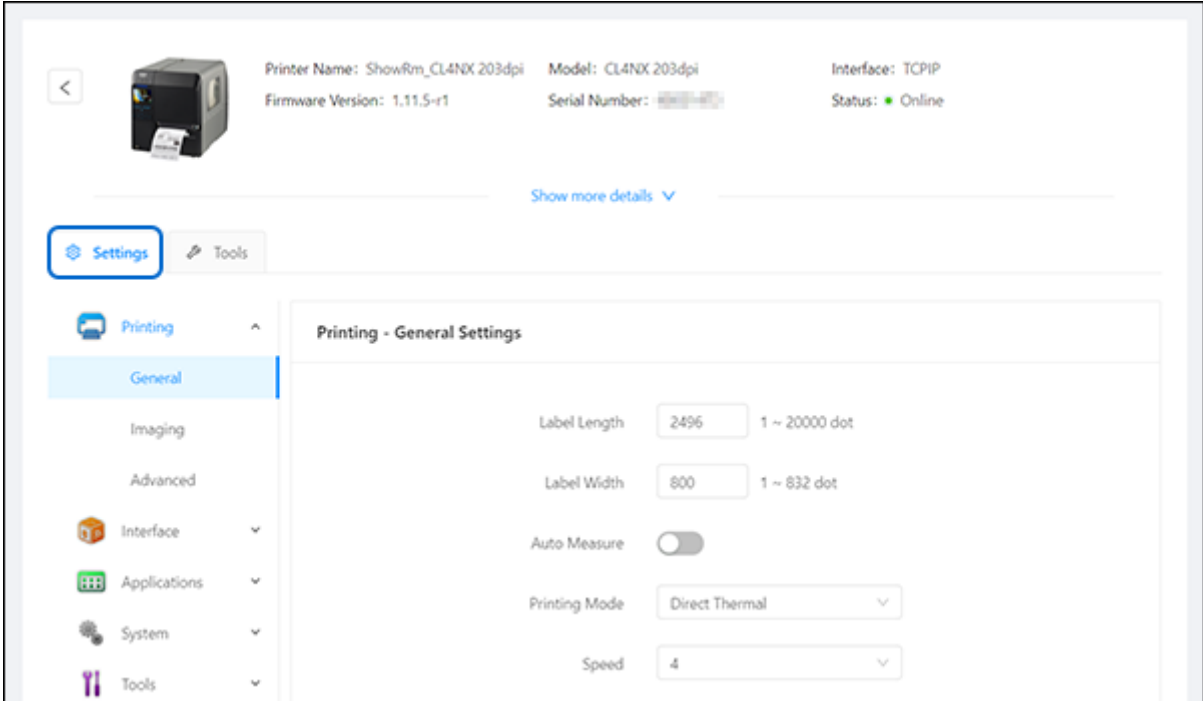 Printer Name: ShowRm_CL4NX 203dpi Model: CL4NX 203dpi Interface: TCPIP
Firmware Version: 1.11.5-r1 Serial Number: Status: Online
Show more details
Settings Tools
Printing
General
Imaging
Advanced
Interface
Applications
System
Tools
Printing - General Settings
Label Length 2496 1 ~ 20000 dot
Label Width 800 1 ~ 832 dot
Auto Measure
Printing Mode Direct Thermal
Speed 4